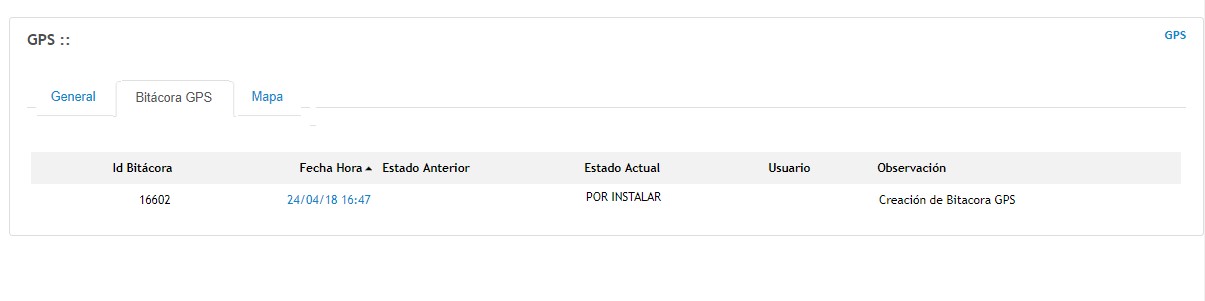 GPS ::
GPS
General Bitácora GPS Mapa
Id Bitácora Fecha Hora Estado Anterior Estado Actual Usuario Observación
16602 24/04/18 16:47 POR INSTALAR Creación de Bitacora GPS